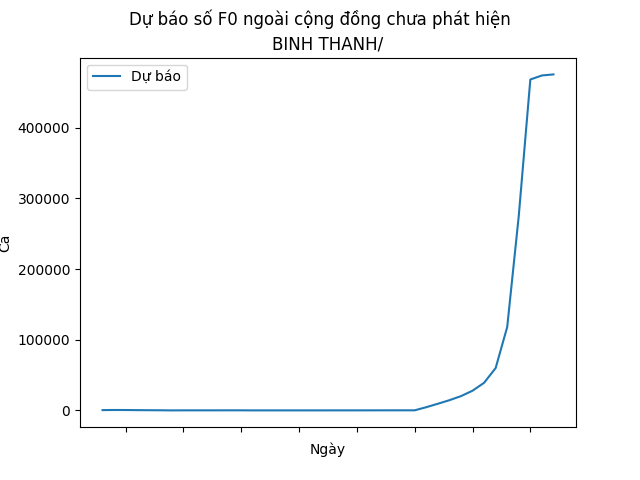 Dự báo số F0 ngoài cộng đồng chưa phát hiện
BINH THANH/
Dự báo
400000
300000
200000
100000
0
Ca
Ngày